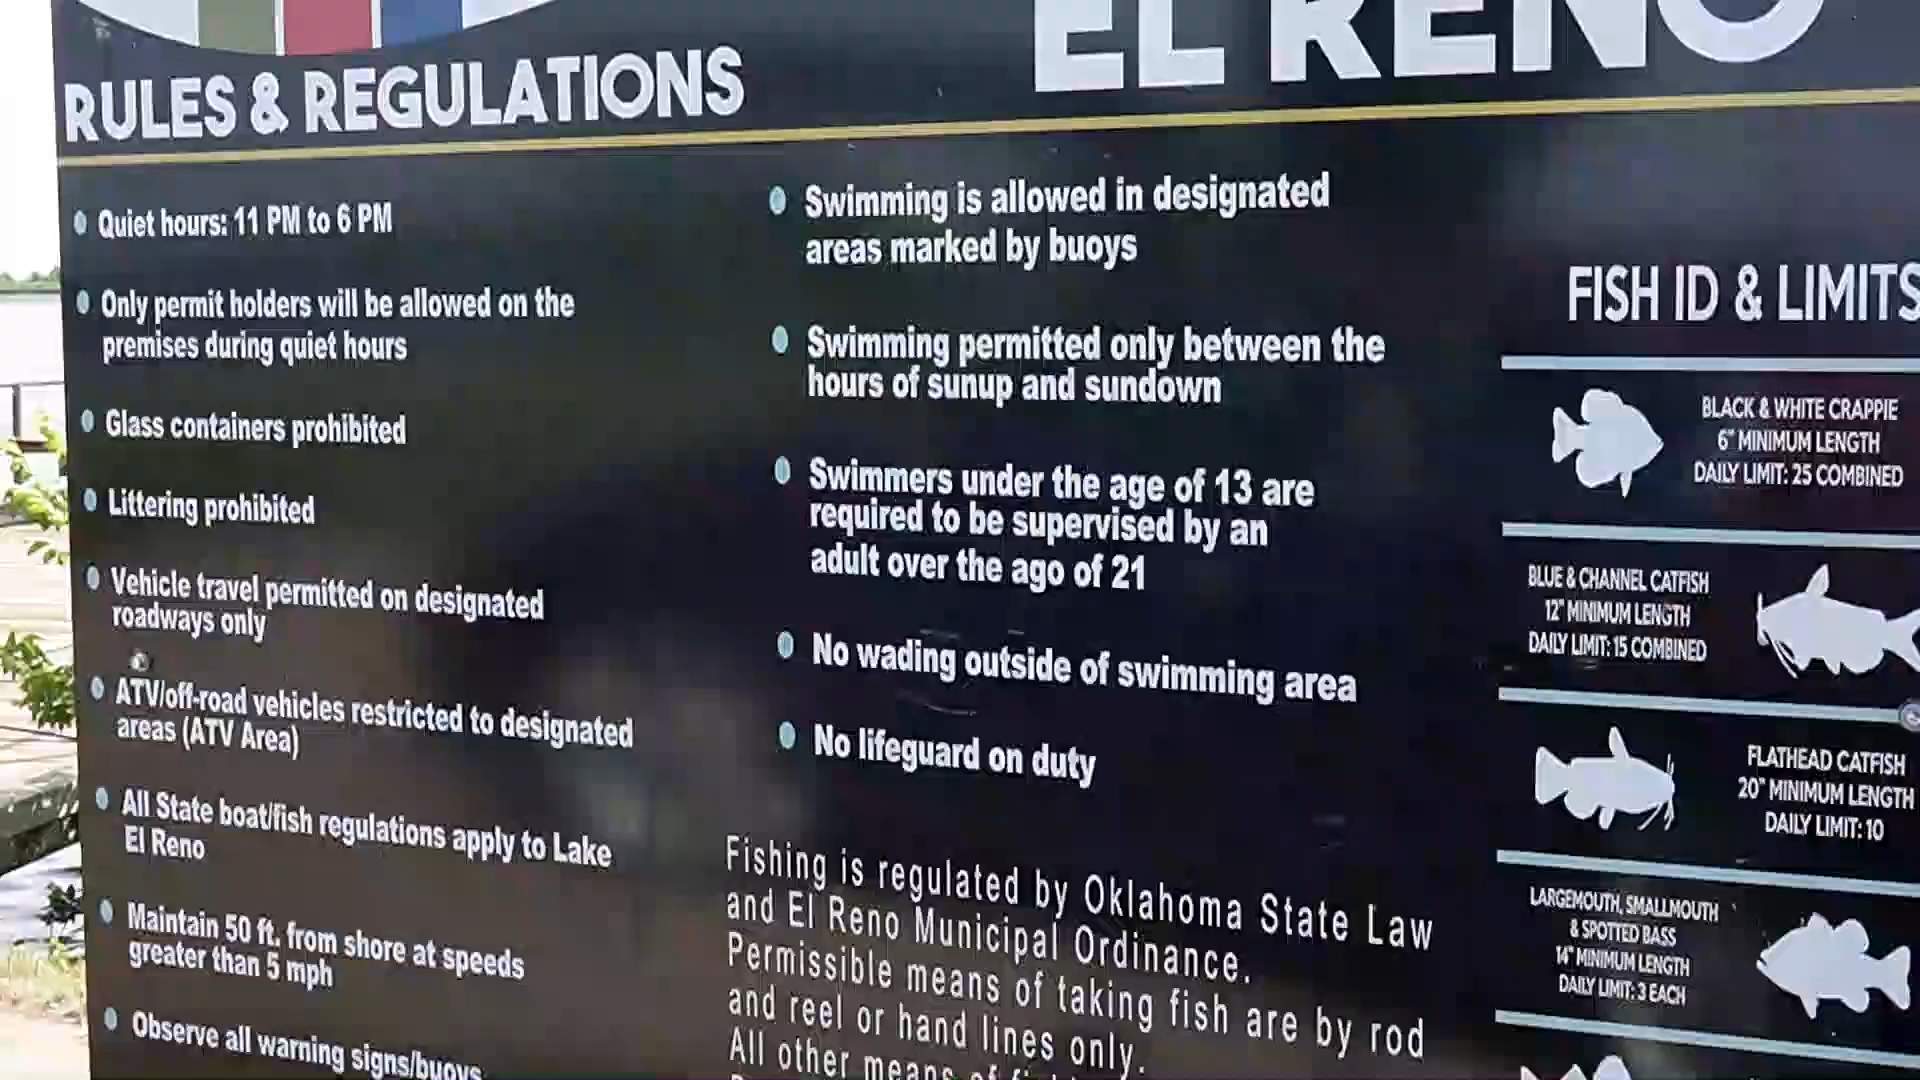 RULES & REGULATIONS
EL RENO
Quiet hours: 11 PM to 6 PM
Only permit holders will be allowed on the
premises during quiet hours
Glass containers prohibited
Littering prohibited
Vehicle travel permitted on designated
roadways only
ATV/off-road vehicles restricted to designated
areas (ATV Area)
All State boat/fish regulations apply to Lake
El Reno
Maintain 50 ft. from shore at speeds
greater than 5 mph
Observe all warning signs/buoys
Swimming is allowed in designated
areas marked by buoys
Swimming permitted only between the
hours of sunup and sundown
Swimmers under the age of 13 are
required to be supervised by an
adult over the ago of 21
No wading outside of swimming area
No lifeguard on duty
Fishing is regulated by Oklahoma State Law
and El Reno Municipal Ordinance.
Permissible means of taking fish are by rod
and reel or hand lines only.
All other means of
FISH ID & LIMITS
BLACK & WHITE CRAPPIE
6" MINIMUM LENGTH
DAILY LIMIT: 25 COMBINED
BLUE & CHANNEL CATFISH
12" MINIMUM LENGTH
DAILY LIMIT: 15 COMBINED
FLATHEAD CATFISH
20" MINIMUM LENGTH
DAILY LIMIT: 10
LARGEMOUTH, SMALLMOUTH
& SPOTTED BASS
14" MINIMUM LENGTH
DAILY LIMIT: 3 EACH